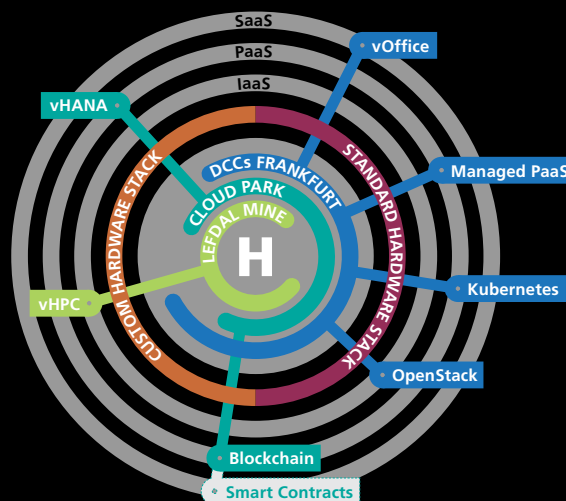 SaaS
PaaS
IaaS
vOffice
vHANA
DCCs FRANKFURT
CLOUD PARK
LEFDAL MINE
H
CUSTOM HARDWARE STACK
STANDARD HARDWARE STACK
Managed PaaS
Kubernetes
vHPC
OpenStack
Blockchain
Smart Contracts